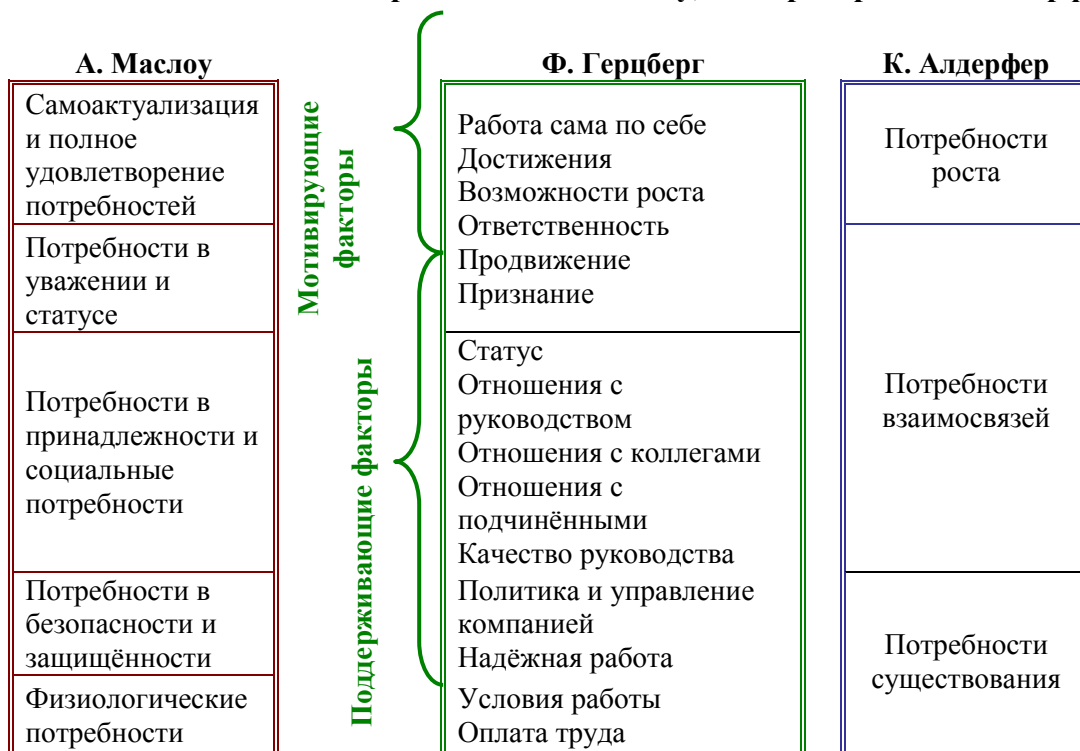 А. Маслоу
Самоактуализация
и полное
удовлетворение
потребностей
Потребности в
уважении и
статусе
Потребности в
принадлежности и
социальные
потребности
Потребности в
безопасности и
защищённости
Физиологические
потребности
Мотивирующие
факторы
Поддерживающие факторы
Ф. Герцберг
Работа сама по себе
Достижения
Возможности роста
Ответственность
Продвижение
Признание
Статус
Отношения с
руководством
Отношения с коллегами
Отношения с
подчинёнными
Качество руководства
Политика и управление
компанией
Надёжная работа
Условия работы
Оплата труда
К. Алдерфер
Потребности
роста
Потребности
взаимосвязей
Потребности
существования